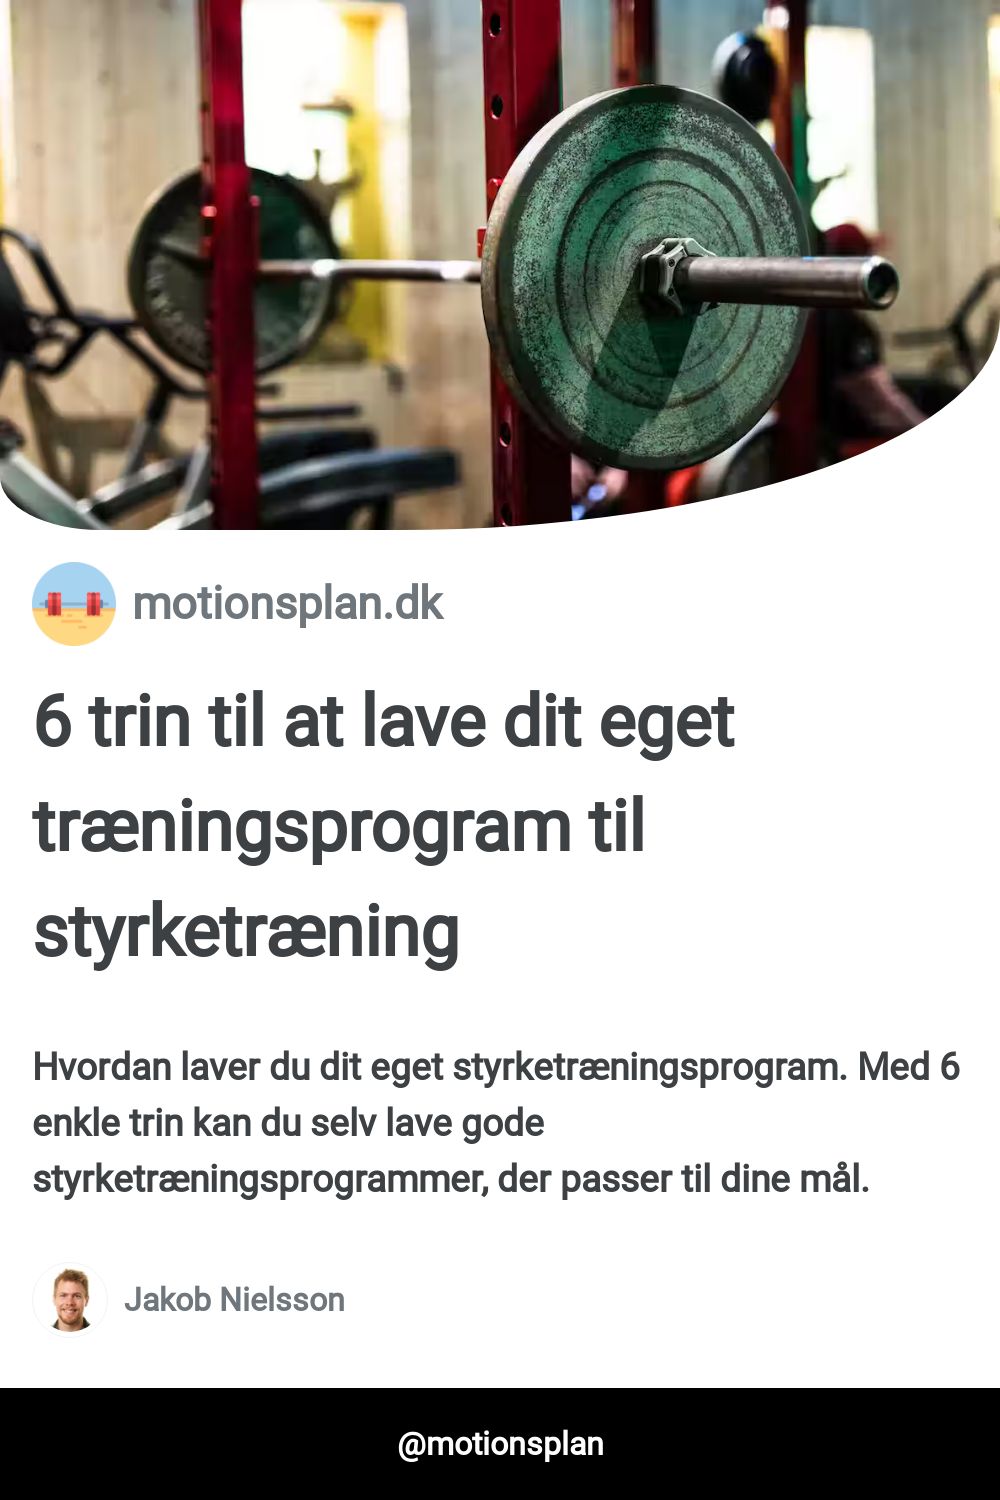 motionsplan.dk
6 trin til at lave dit eget
træningsprogram til
styrketræning
Hvordan laver du dit eget styrketræningsprogram. Med 6
enkle trin kan du selv lave gode
styrketræningsprogrammer, der passer til dine mål.
Jakob Nielsson
@motionsplan